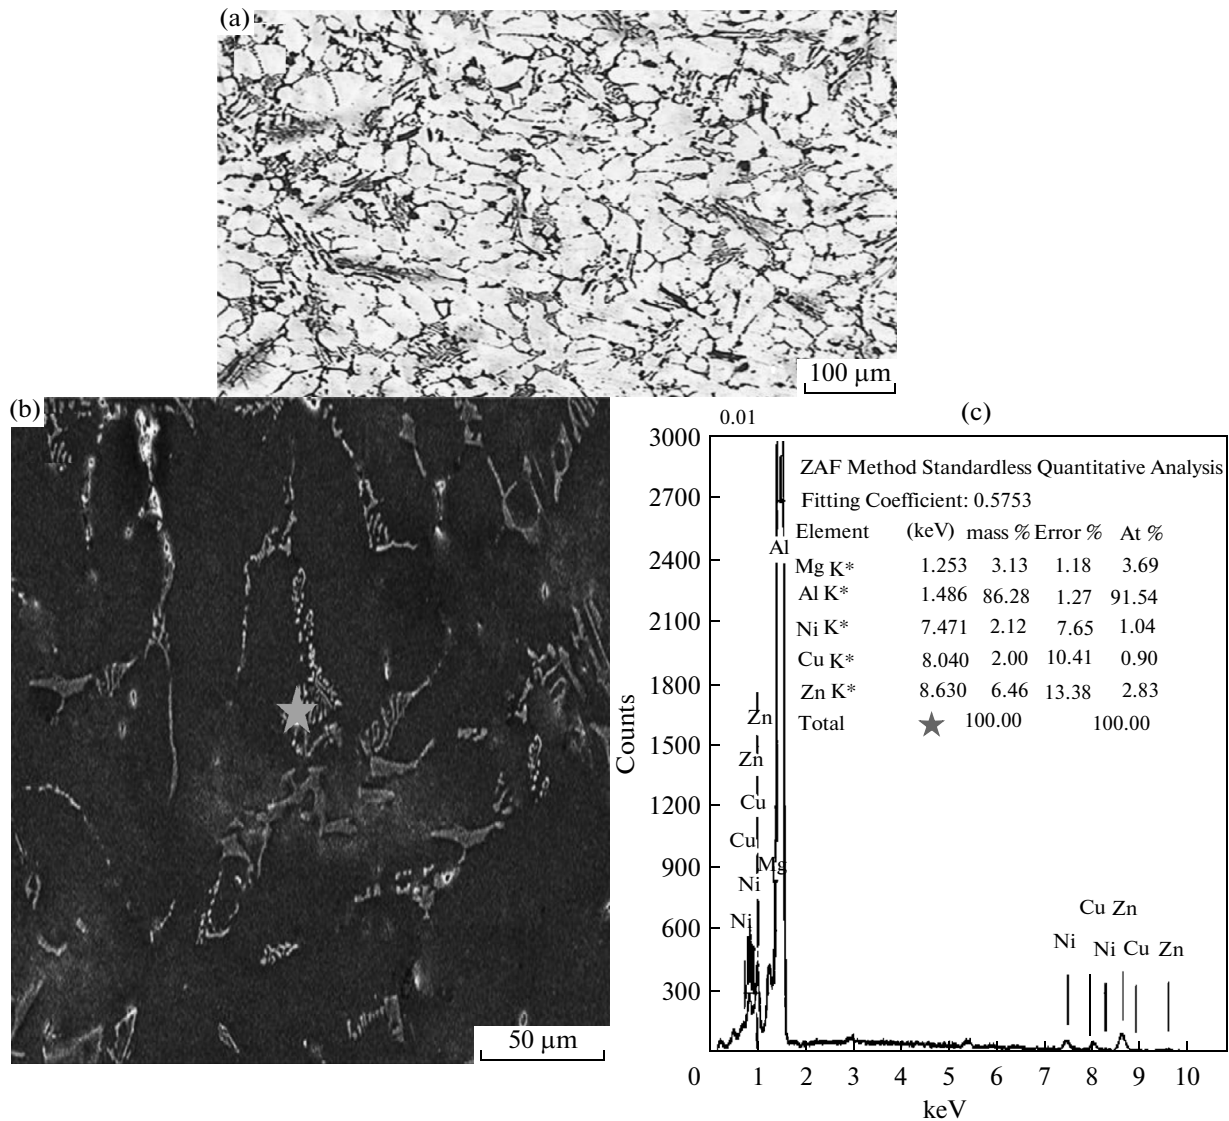 (a)
100 µm
(b)
50 µm
0.01
(c)
3000
2700
2400
2100
1800
1500
1200
900
600
300
Counts
ZAF Method Standardless Quantitative Analysis
Fitting Coefficient: 0.5753
Element (keV) mass % Error % At %
Mg K* 1.253 3.13 1.18 3.69
Al K* 1.486 86.28 1.27 91.54
Ni K* 7.471 2.12 7.65 1.04
Cu K* 8.040 2.00 10.41 0.90
Zn K* 8.630 6.46 13.38 2.83
Total 100.00 100.00
Al
Zn
Zn
Cu
Cu
Mg
Ni
Ni
Cu Zn
Ni Ni Cu Zn
0 1 2 3 4 5 6 7 8 9 10
keV